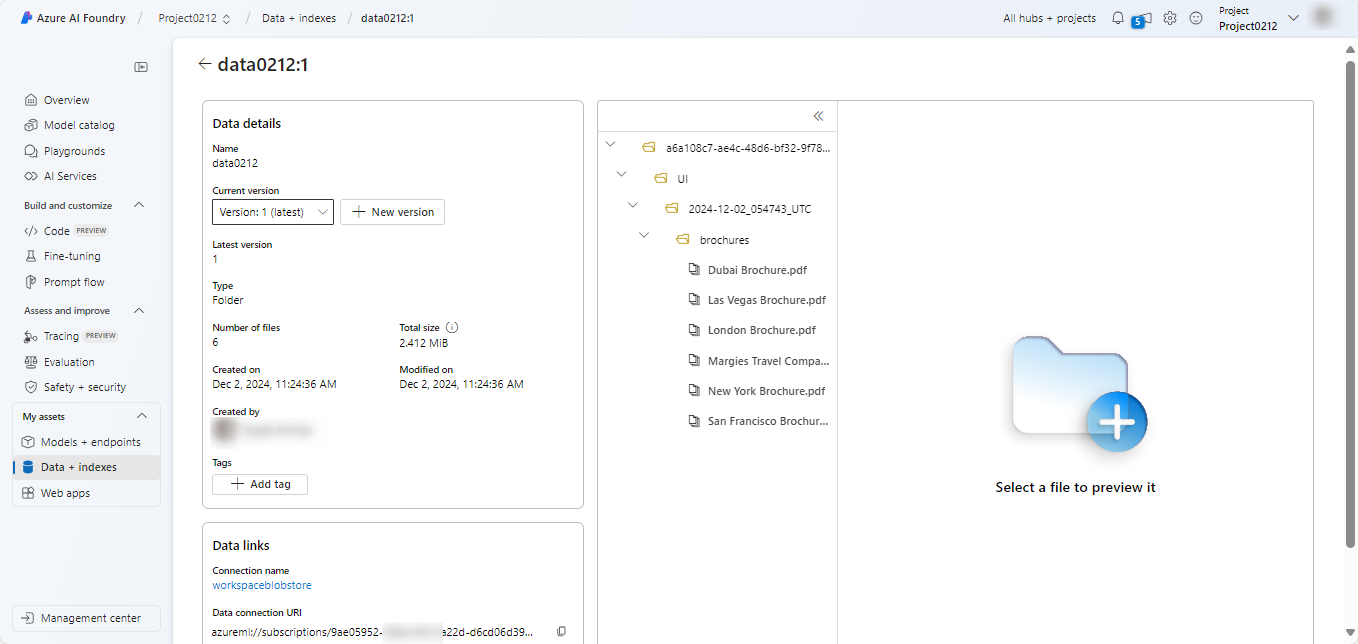 Azure AI Foundry / Project0212 / Data + indexes / data0212:1
All hubs + projects
5
Project
Project0212
data0212:1
Overview
Model catalog
Playgrounds
AI Services
Build and customize
Code PREVIEW
Fine-tuning
Prompt flow
Assess and improve
Tracing PREVIEW
Evaluation
Safety + security
My assets
Models + endpoints
Data + indexes
Web apps
Management center
Data details
Name
data0212
Current version
Version: 1 (latest)
New version
Latest version
1
Type
Folder
Number of files
6
Total size
2.412 MiB
Created on
Dec 2, 2024, 11:24:36 AM
Modified on
Dec 2, 2024, 11:24:36 AM
Created by
Tags
Add tag
Data links
Connection name
workspaceblobstore
Data connection URI
azureml://subscriptions/9ae05952- a22d-d6cd06d39...
a6a108c7-ae4c-48d6-bf32-9f78...
UI
2024-12-02_054743_UTC
brochures
Dubai Brochure.pdf
Las Vegas Brochure.pdf
London Brochure.pdf
Margies Travel Compa...
New York Brochure.pdf
San Francisco Brochur...
Select a file to preview it